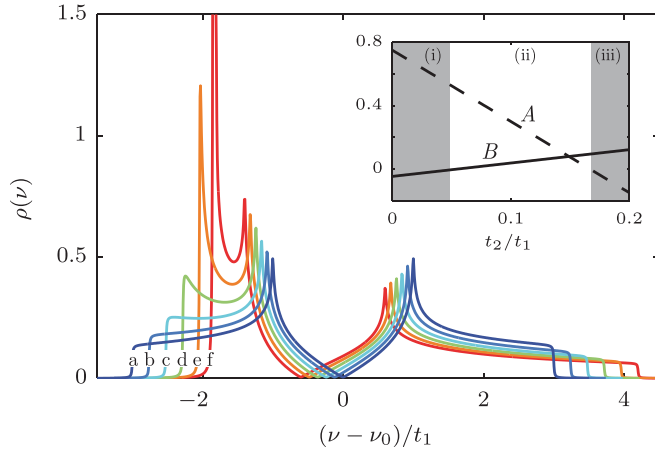 1.5
1
0.5
0
ρ(ν)
a b c d e f
−2 0 2 4
(ν − ν₀)/t₁
0.8
0.4
0
(i) (ii) (iii)
A
B
0 0.1 0.2
t₂/t₁